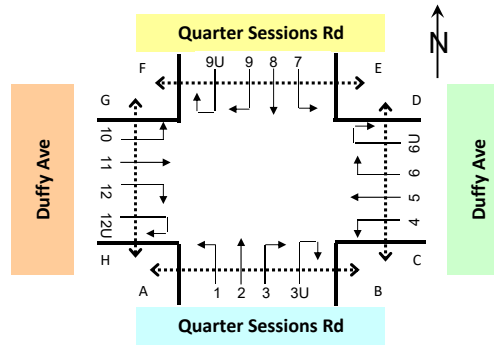 Quarter Sessions Rd
N
F
9U 9 8 7
E
G
D
Duffy Ave
10
11
12
12U
6U
6
5
4
Duffy Ave
H
C
A
1 2 3 3U
B
Quarter Sessions Rd